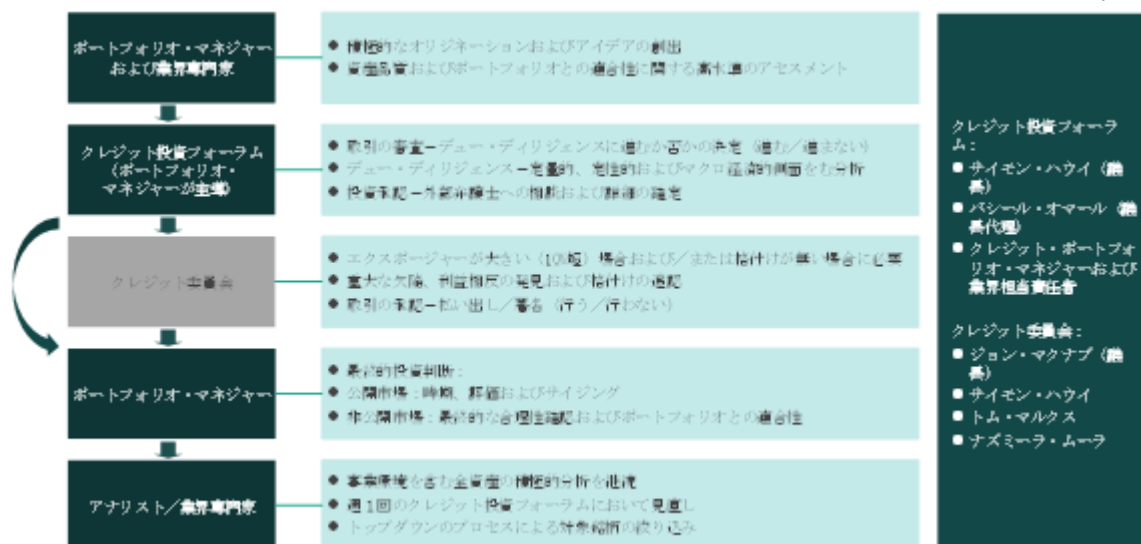 ポートフォリオ・マネジャー
および業界専門家
● 積極的なオリジネーションおよびアイデアの創出
● 資産品質およびポートフォリオとの適合性に関する高水準のアセスメント
クレジット投資フォーラム
(ポートフォリオ・
マネジャーが主導)
● 取引の審査−デュー・ディリジェンスに進むか否かの決定(進む/進まない)
● デュー・ディリジェンス−定量的、定性的およびマクロ経済的側面をむ分析
● 投資承認−外部弁護士への相談および詳細の確定
クレジット委員会
● エクスポージャーが大きい(10%超)場合および/または格付けが無い場合に必要
● 重大な欠陥、利益相反の発見および格付けの追認
● 取引の承認−払い出し/署名(行う/行わない)
ポートフォリオ・マネジャー
● 最終的投資判断:
● 公開市場:時期、評価およびサイジング
● 非公開市場:最終的な合理性確認およびポートフォリオとの適合性
アナリスト/業界専門家
● 事業環境を含む全資産の積極的分析を継続
● 週1回のクレジット投資フォーラムにおいて見直し
● トップダウンのプロセスによる対象銘柄の絞り込み
クレジット投資フォーラ
ム:
● サイモン・ハウイ(議
長)
● バシール・オマール(議
長代理)
● クレジット・ポートフォ
リオ・マネジャーおよび
業界担当責任者
クレジット委員会:
● ジョン・マクナブ(議
長)
● サイモン・ハウイ
● トム・マルクス
● ナズミーラ・ムーラ